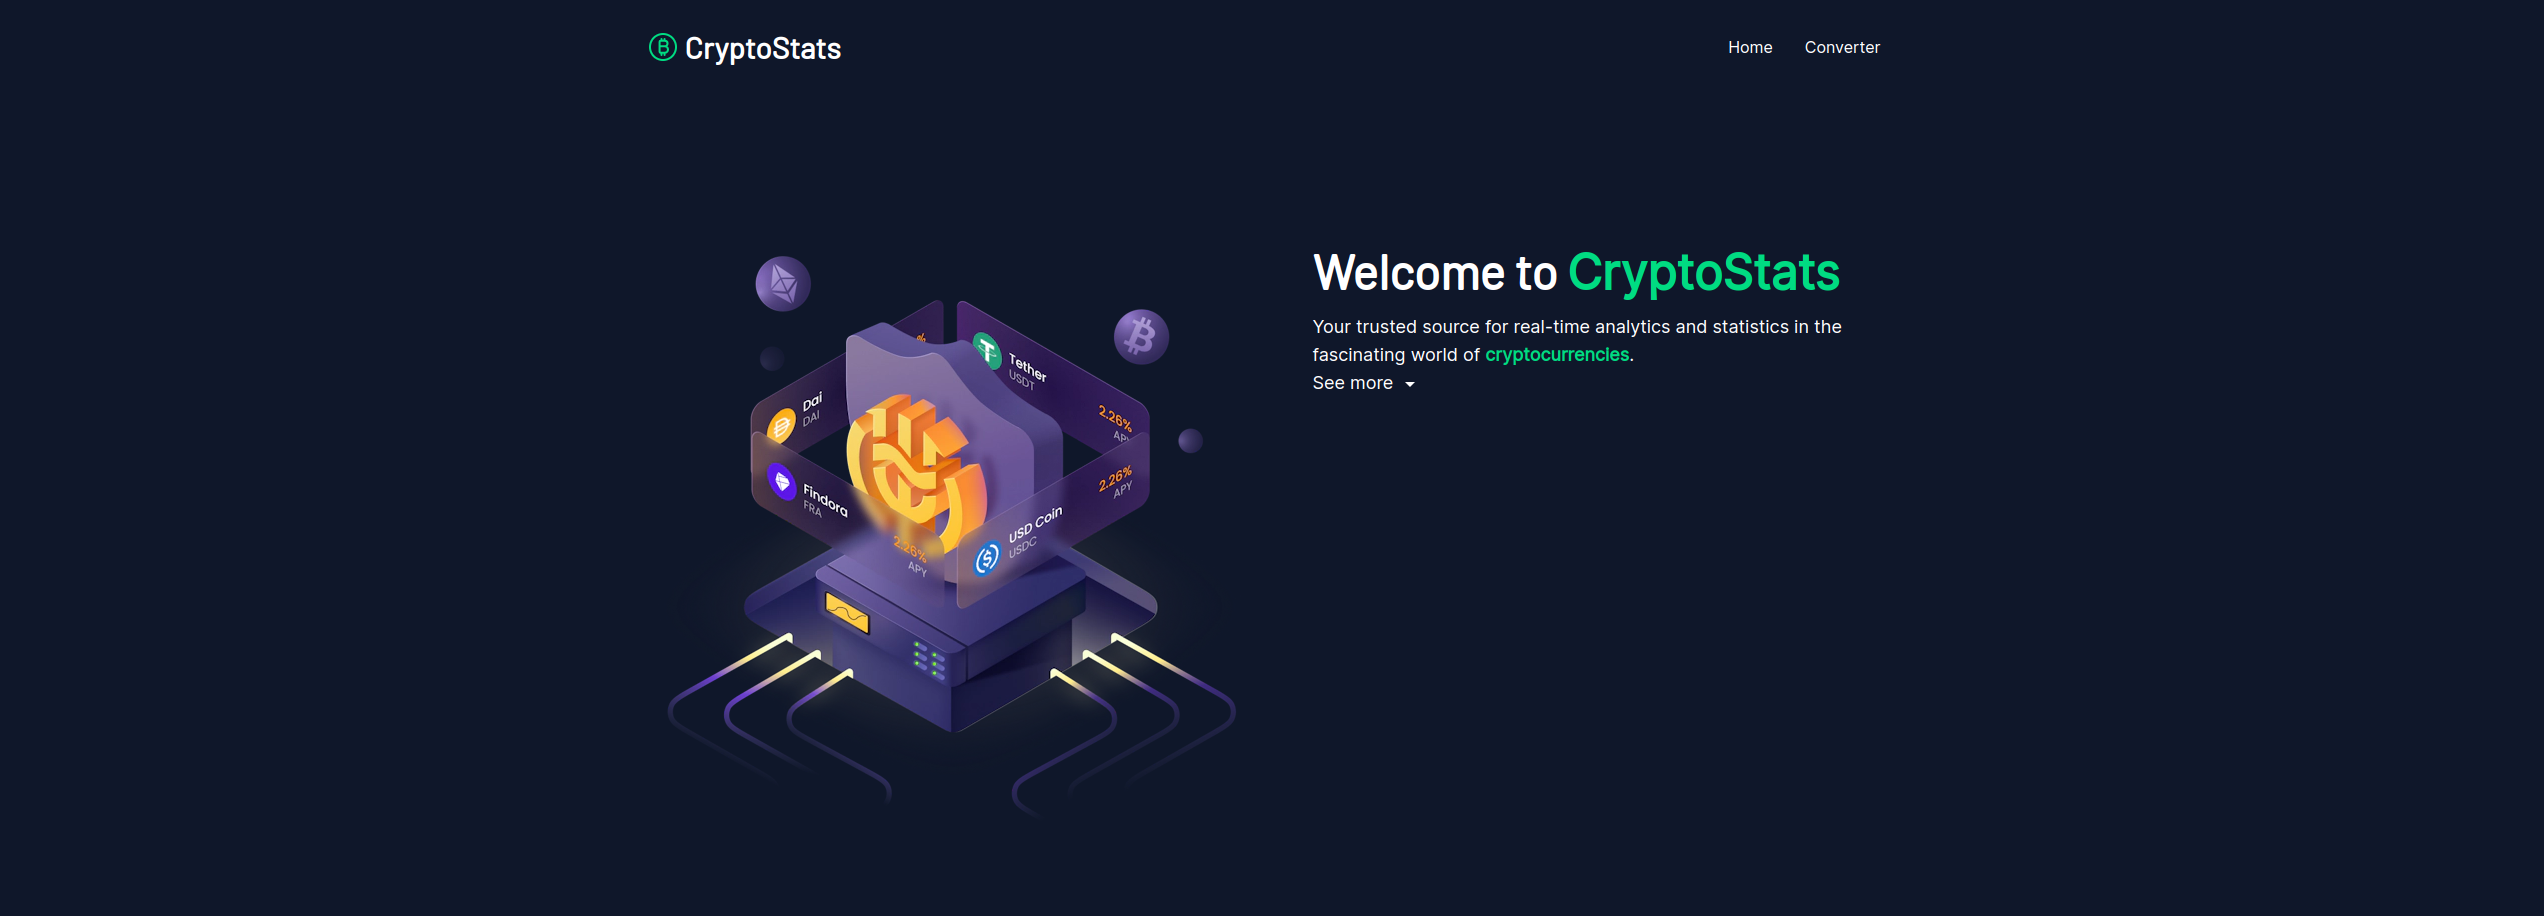 CryptoStats
Home
Converter
Welcome to CryptoStats
Your trusted source for real-time analytics and statistics in the
fascinating world of cryptocurrencies.
See more
%
Tether
USDT
Dai
DAI
2.26%
2.26%
APY
Findora
FRA
USD Coin
USDC
2.26%
APY